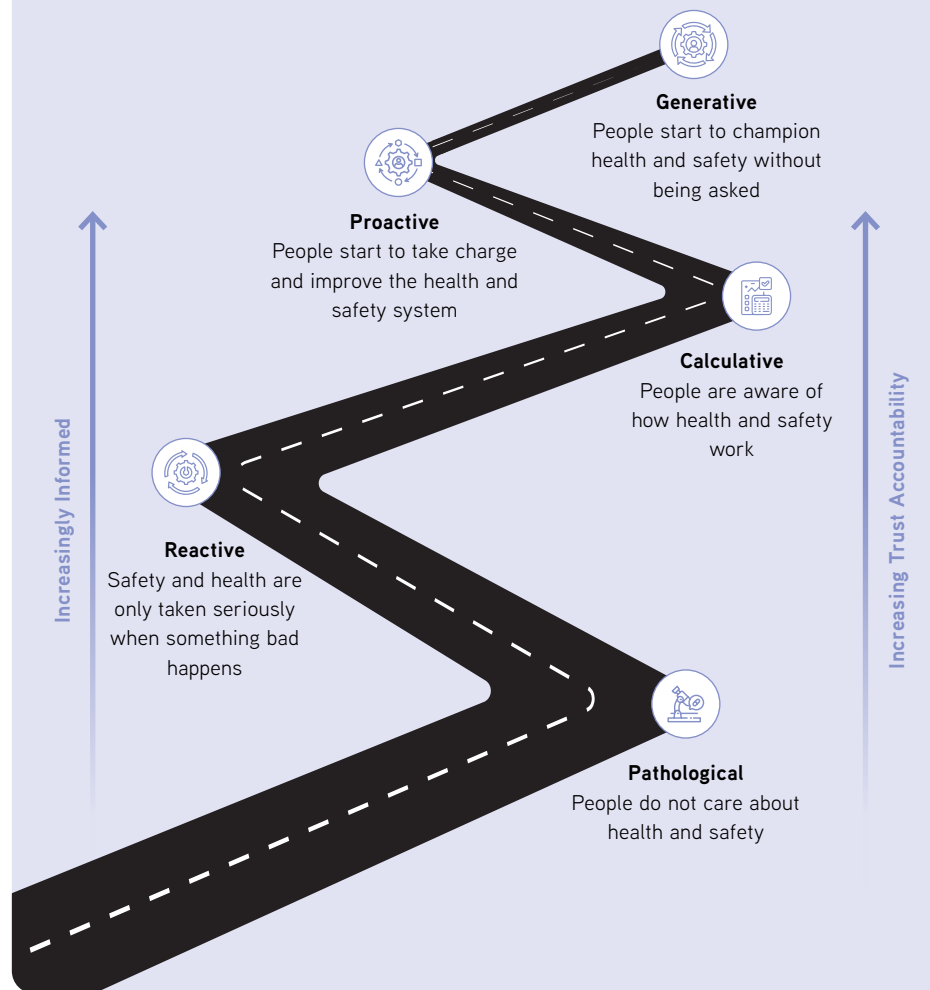 Generative
People start to champion
health and safety without
being asked
Proactive
People start to take charge
and improve the health and
safety system
Calculative
People are aware of
how health and safety
work
Increasingly Informed
Increasing Trust Accountability
Reactive
Safety and health are
only taken seriously
when something bad
happens
Pathological
People do not care about
health and safety